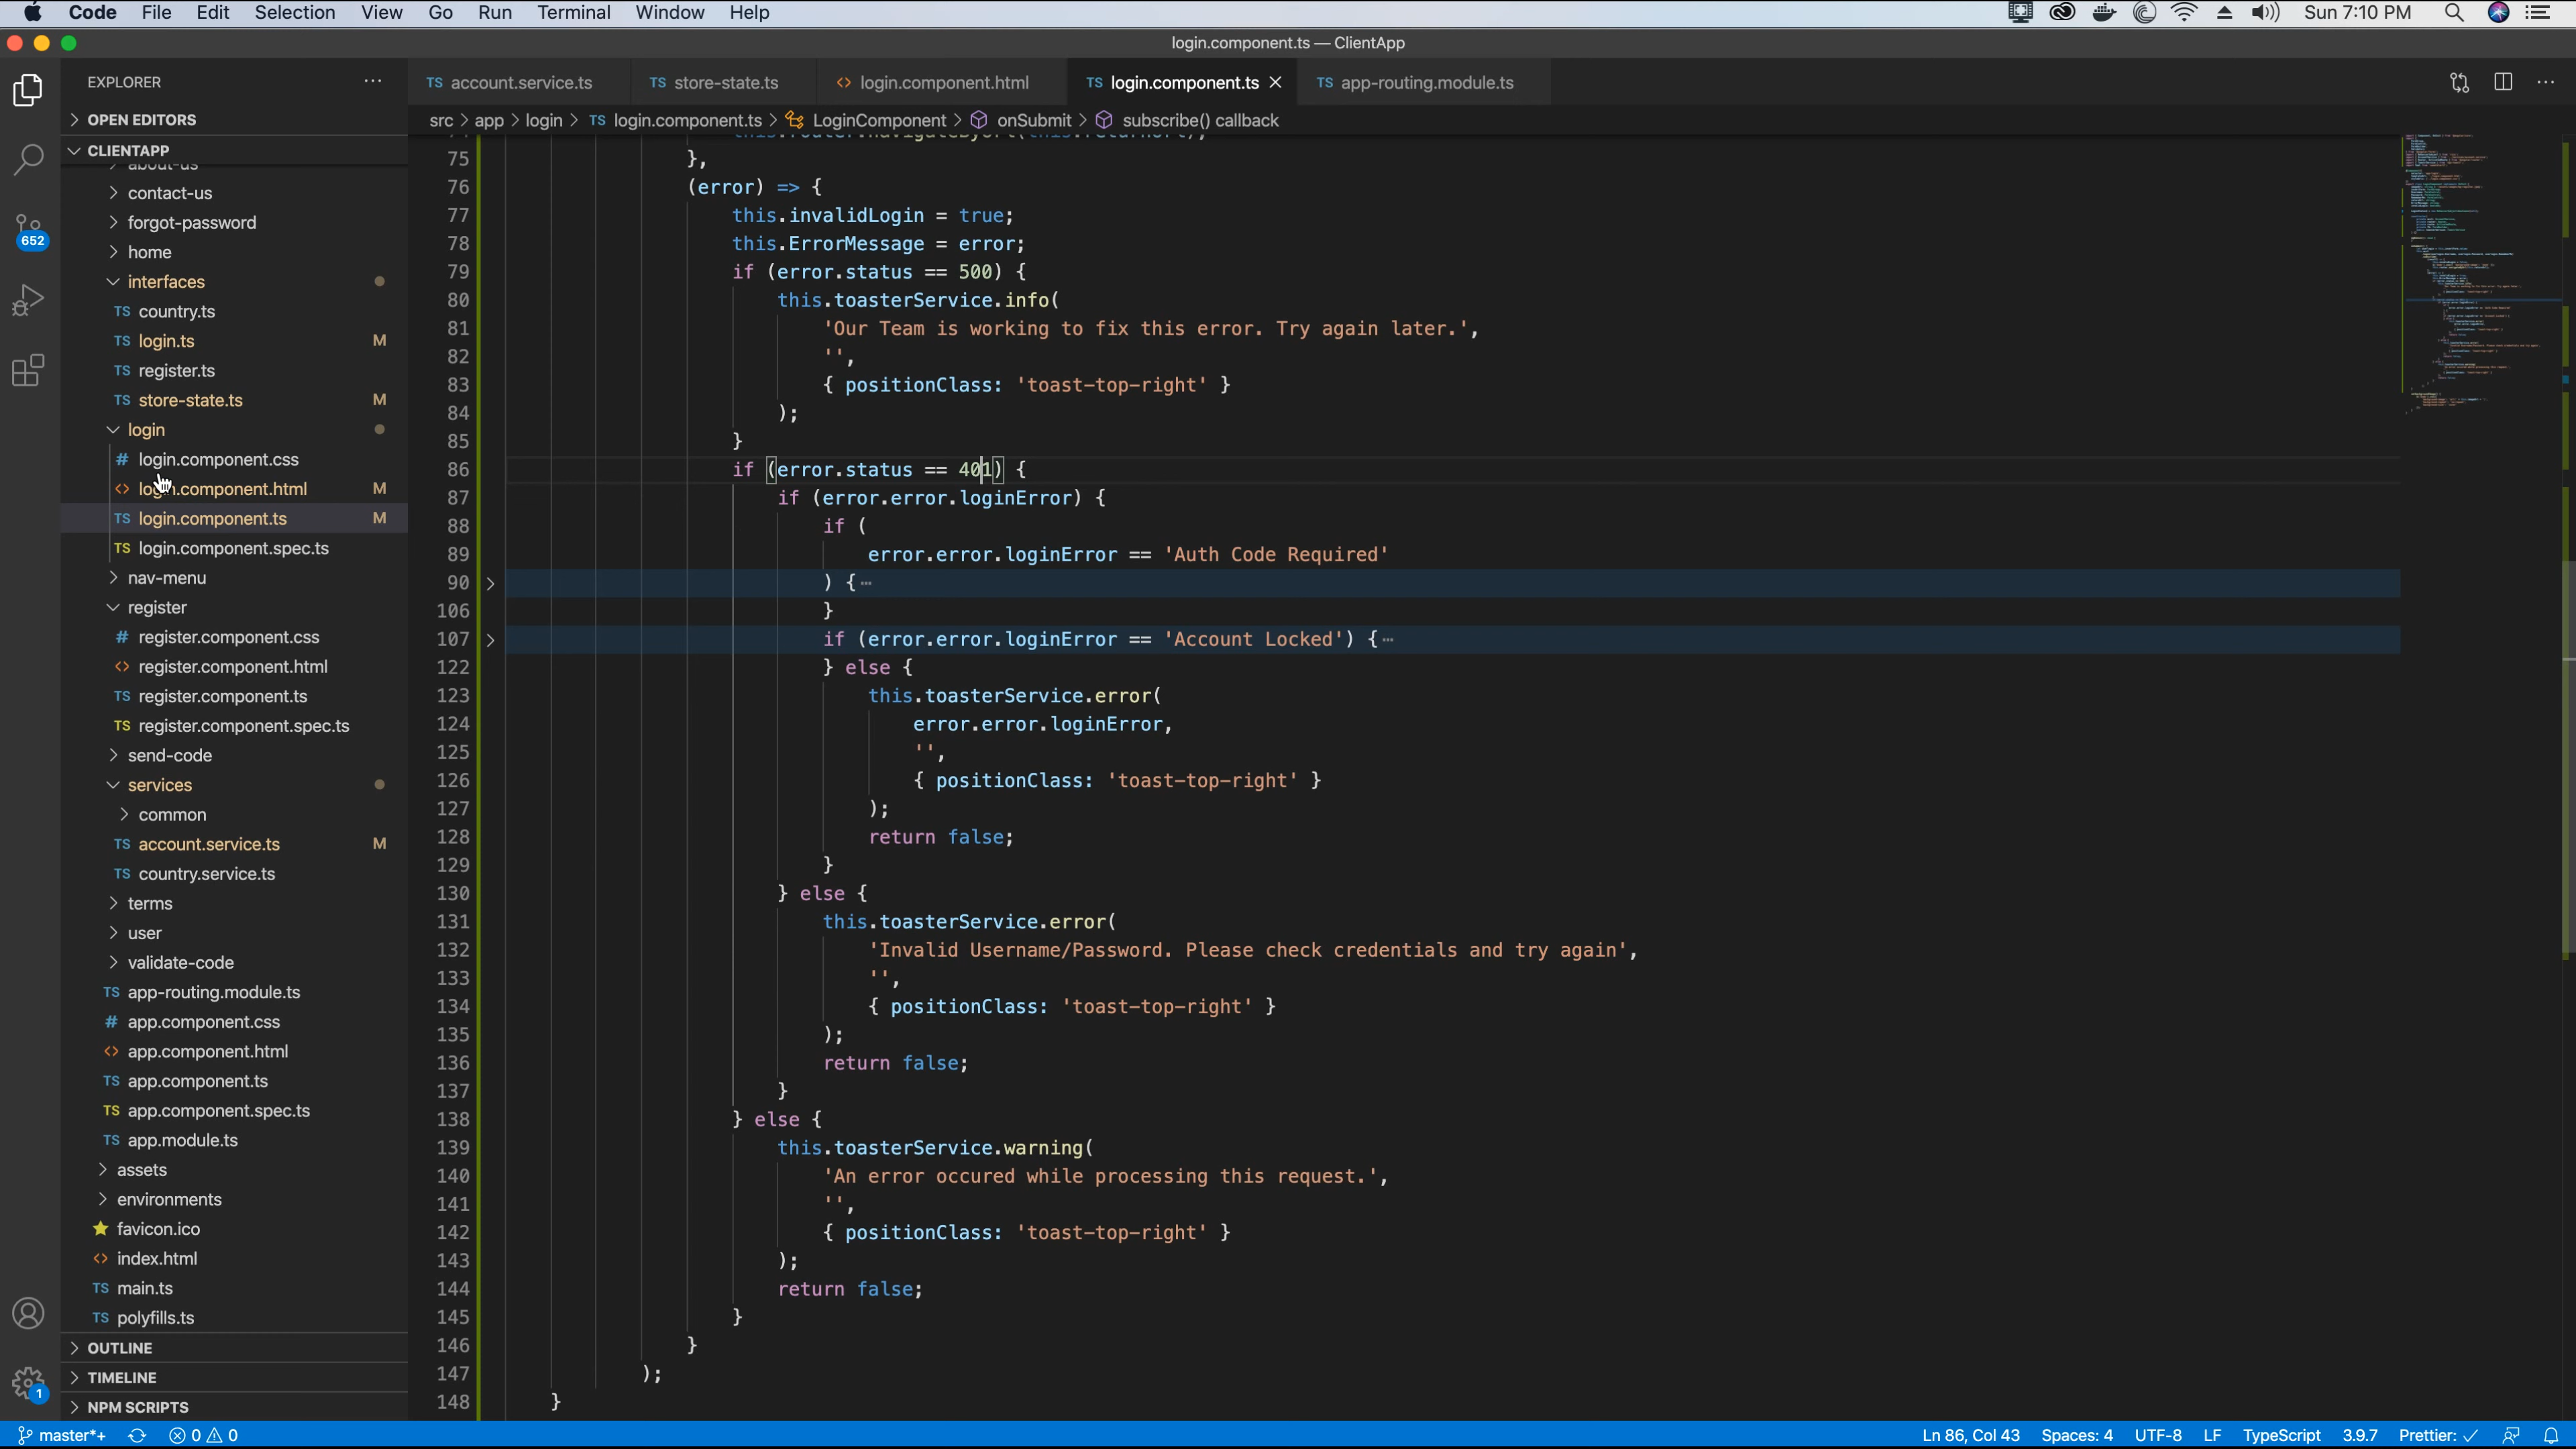 Code File Edit Selection View Go Run Terminal Window Help Sun 7:10 PM
login.component.ts — ClientApp
EXPLORER
OPEN EDITORS
CLIENTAPP
about-us
contact-us
forgot-password
home
interfaces
TS country.ts
TS login.ts M
TS register.ts
TS store-state.ts M
login
# login.component.css
<> login.component.html M
TS login.component.ts M
TS login.component.spec.ts
nav-menu
register
# register.component.css
<> register.component.html
TS register.component.ts
TS register.component.spec.ts
send-code
services
common
TS account.service.ts M
TS country.service.ts
terms
user
validate-code
TS app-routing.module.ts
# app.component.css
<> app.component.html
TS app.component.ts
TS app.component.spec.ts
TS app.module.ts
assets
environments
favicon.ico
<> index.html
TS main.ts
TS polyfills.ts
OUTLINE
TIMELINE
NPM SCRIPTS
652
1
TS account.service.ts TS store-state.ts <> login.component.html TS login.component.ts × TS app-routing.module.ts
src > app > login > TS login.component.ts > LoginComponent > onSubmit > subscribe() callback
75 },
76 (error) => {
77 this.invalidLogin = true;
78 this.ErrorMessage = error;
79 if (error.status == 500) {
80 this.toasterService.info(
81 'Our Team is working to fix this error. Try again later.',
82 '',
83 { positionClass: 'toast-top-right' }
84 );
85 }
86 if (error.status == 401) {
87 if (error.error.loginError) {
88 if (
89 error.error.loginError == 'Auth Code Required'
90 ) {⋯
106 }
107 if (error.error.loginError == 'Account Locked') {⋯
122 } else {
123 this.toasterService.error(
124 error.error.loginError,
125 '',
126 { positionClass: 'toast-top-right' }
127 );
128 return false;
129 }
130 } else {
131 this.toasterService.error(
132 'Invalid Username/Password. Please check credentials and try again',
133 '',
134 { positionClass: 'toast-top-right' }
135 );
136 return false;
137 }
138 } else {
139 this.toasterService.warning(
140 'An error occured while processing this request.',
141 '',
142 { positionClass: 'toast-top-right' }
143 );
144 return false;
145 }
146 }
147 );
148 }
master*+ 0 0 Ln 86, Col 43 Spaces: 4 UTF-8 LF TypeScript 3.9.7 Prettier: ✓